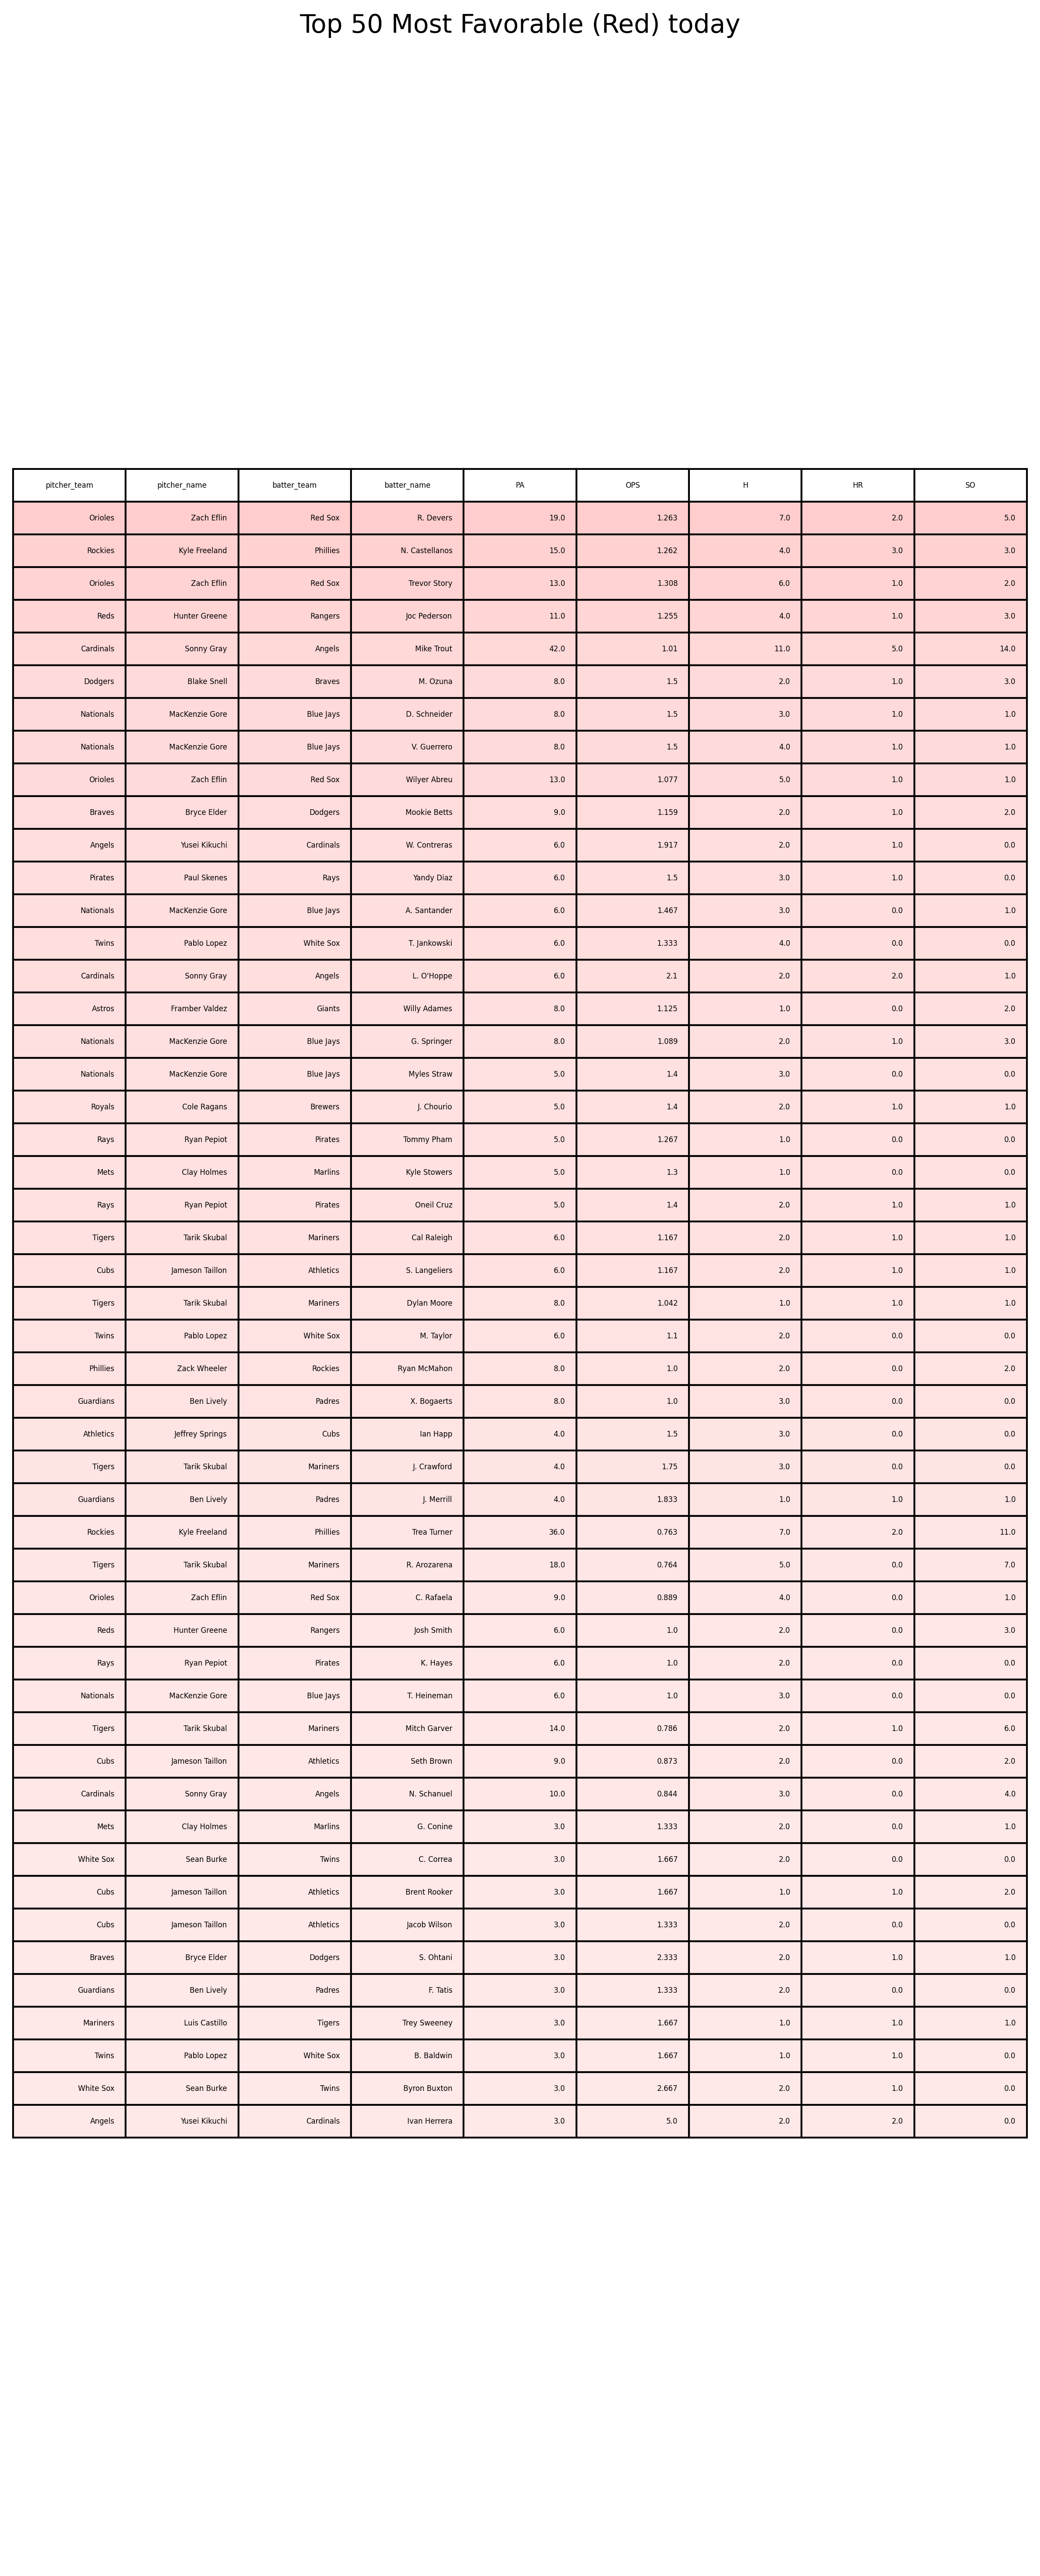 Top 50 Most Favorable (Red) today
pitcher_team pitcher_name batter_team batter_name PA OPS H HR SO
Orioles Zach Eflin Red Sox R. Devers 19.0 1.263 7.0 2.0 5.0
Rockies Kyle Freeland Phillies N. Castellanos 15.0 1.262 4.0 3.0 3.0
Orioles Zach Eflin Red Sox Trevor Story 13.0 1.308 6.0 1.0 2.0
Reds Hunter Greene Rangers Joc Pederson 11.0 1.255 4.0 1.0 3.0
Cardinals Sonny Gray Angels Mike Trout 42.0 1.01 11.0 5.0 14.0
Dodgers Blake Snell Braves M. Ozuna 8.0 1.5 2.0 1.0 3.0
Nationals MacKenzie Gore Blue Jays D. Schneider 8.0 1.5 3.0 1.0 1.0
Nationals MacKenzie Gore Blue Jays V. Guerrero 8.0 1.5 4.0 1.0 1.0
Orioles Zach Eflin Red Sox Wilyer Abreu 13.0 1.077 5.0 1.0 1.0
Braves Bryce Elder Dodgers Mookie Betts 9.0 1.159 2.0 1.0 2.0
Angels Yusei Kikuchi Cardinals W. Contreras 6.0 1.917 2.0 1.0 0.0
Pirates Paul Skenes Rays Yandy Diaz 6.0 1.5 3.0 1.0 0.0
Nationals MacKenzie Gore Blue Jays A. Santander 6.0 1.467 3.0 0.0 1.0
Twins Pablo Lopez White Sox T. Jankowski 6.0 1.333 4.0 0.0 0.0
Cardinals Sonny Gray Angels L. O'Hoppe 6.0 2.1 2.0 2.0 1.0
Astros Framber Valdez Giants Willy Adames 8.0 1.125 1.0 0.0 2.0
Nationals MacKenzie Gore Blue Jays G. Springer 8.0 1.089 2.0 1.0 3.0
Nationals MacKenzie Gore Blue Jays Myles Straw 5.0 1.4 3.0 0.0 0.0
Royals Cole Ragans Brewers J. Chourio 5.0 1.4 2.0 1.0 1.0
Rays Ryan Pepiot Pirates Tommy Pham 5.0 1.267 1.0 0.0 0.0
Mets Clay Holmes Marlins Kyle Stowers 5.0 1.3 1.0 0.0 0.0
Rays Ryan Pepiot Pirates Oneil Cruz 5.0 1.4 2.0 1.0 1.0
Tigers Tarik Skubal Mariners Cal Raleigh 6.0 1.167 2.0 1.0 1.0
Cubs Jameson Taillon Athletics S. Langeliers 6.0 1.167 2.0 1.0 1.0
Tigers Tarik Skubal Mariners Dylan Moore 8.0 1.042 1.0 1.0 1.0
Twins Pablo Lopez White Sox M. Taylor 6.0 1.1 2.0 0.0 0.0
Phillies Zack Wheeler Rockies Ryan McMahon 8.0 1.0 2.0 0.0 2.0
Guardians Ben Lively Padres X. Bogaerts 8.0 1.0 3.0 0.0 0.0
Athletics Jeffrey Springs Cubs Ian Happ 4.0 1.5 3.0 0.0 0.0
Tigers Tarik Skubal Mariners J. Crawford 4.0 1.75 3.0 0.0 0.0
Guardians Ben Lively Padres J. Merrill 4.0 1.833 1.0 1.0 1.0
Rockies Kyle Freeland Phillies Trea Turner 36.0 0.763 7.0 2.0 11.0
Tigers Tarik Skubal Mariners R. Arozarena 18.0 0.764 5.0 0.0 7.0
Orioles Zach Eflin Red Sox C. Rafaela 9.0 0.889 4.0 0.0 1.0
Reds Hunter Greene Rangers Josh Smith 6.0 1.0 2.0 0.0 3.0
Rays Ryan Pepiot Pirates K. Hayes 6.0 1.0 2.0 0.0 0.0
Nationals MacKenzie Gore Blue Jays T. Heineman 6.0 1.0 3.0 0.0 0.0
Tigers Tarik Skubal Mariners Mitch Garver 14.0 0.786 2.0 1.0 6.0
Cubs Jameson Taillon Athletics Seth Brown 9.0 0.873 2.0 0.0 2.0
Cardinals Sonny Gray Angels N. Schanuel 10.0 0.844 3.0 0.0 4.0
Mets Clay Holmes Marlins G. Conine 3.0 1.333 2.0 0.0 1.0
White Sox Sean Burke Twins C. Correa 3.0 1.667 2.0 0.0 0.0
Cubs Jameson Taillon Athletics Brent Rooker 3.0 1.667 1.0 1.0 2.0
Cubs Jameson Taillon Athletics Jacob Wilson 3.0 1.333 2.0 0.0 0.0
Braves Bryce Elder Dodgers S. Ohtani 3.0 2.333 2.0 1.0 1.0
Guardians Ben Lively Padres F. Tatis 3.0 1.333 2.0 0.0 0.0
Mariners Luis Castillo Tigers Trey Sweeney 3.0 1.667 1.0 1.0 1.0
Twins Pablo Lopez White Sox B. Baldwin 3.0 1.667 1.0 1.0 0.0
White Sox Sean Burke Twins Byron Buxton 3.0 2.667 2.0 1.0 0.0
Angels Yusei Kikuchi Cardinals Ivan Herrera 3.0 5.0 2.0 2.0 0.0